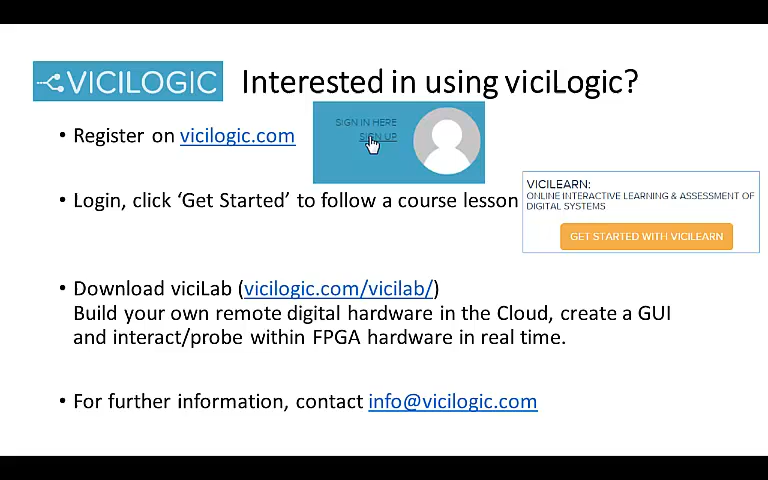 VICILOGIC Interested in using viciLogic?
SIGN IN HERE
SIGN UP
• Register on vicilogic.com
• Login, click ‘Get Started’ to follow a course lesson
VICILEARN:
ONLINE INTERACTIVE LEARNING & ASSESSMENT OF
DIGITAL SYSTEMS
GET STARTED WITH VICILEARN
• Download viciLab (vicilogic.com/vicilab/)
Build your own remote digital hardware in the Cloud, create a GUI
and interact/probe within FPGA hardware in real time.
• For further information, contact info@vicilogic.com